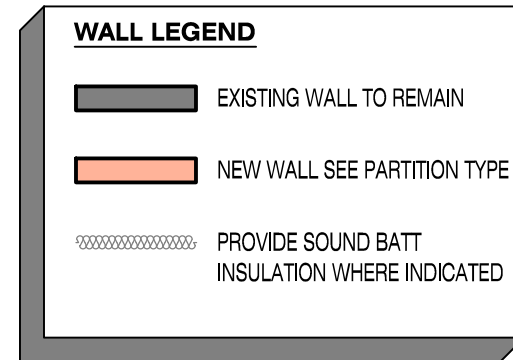 WALL LEGEND
EXISTING WALL TO REMAIN
NEW WALL SEE PARTITION TYPE
PROVIDE SOUND BATT
INSULATION WHERE INDICATED